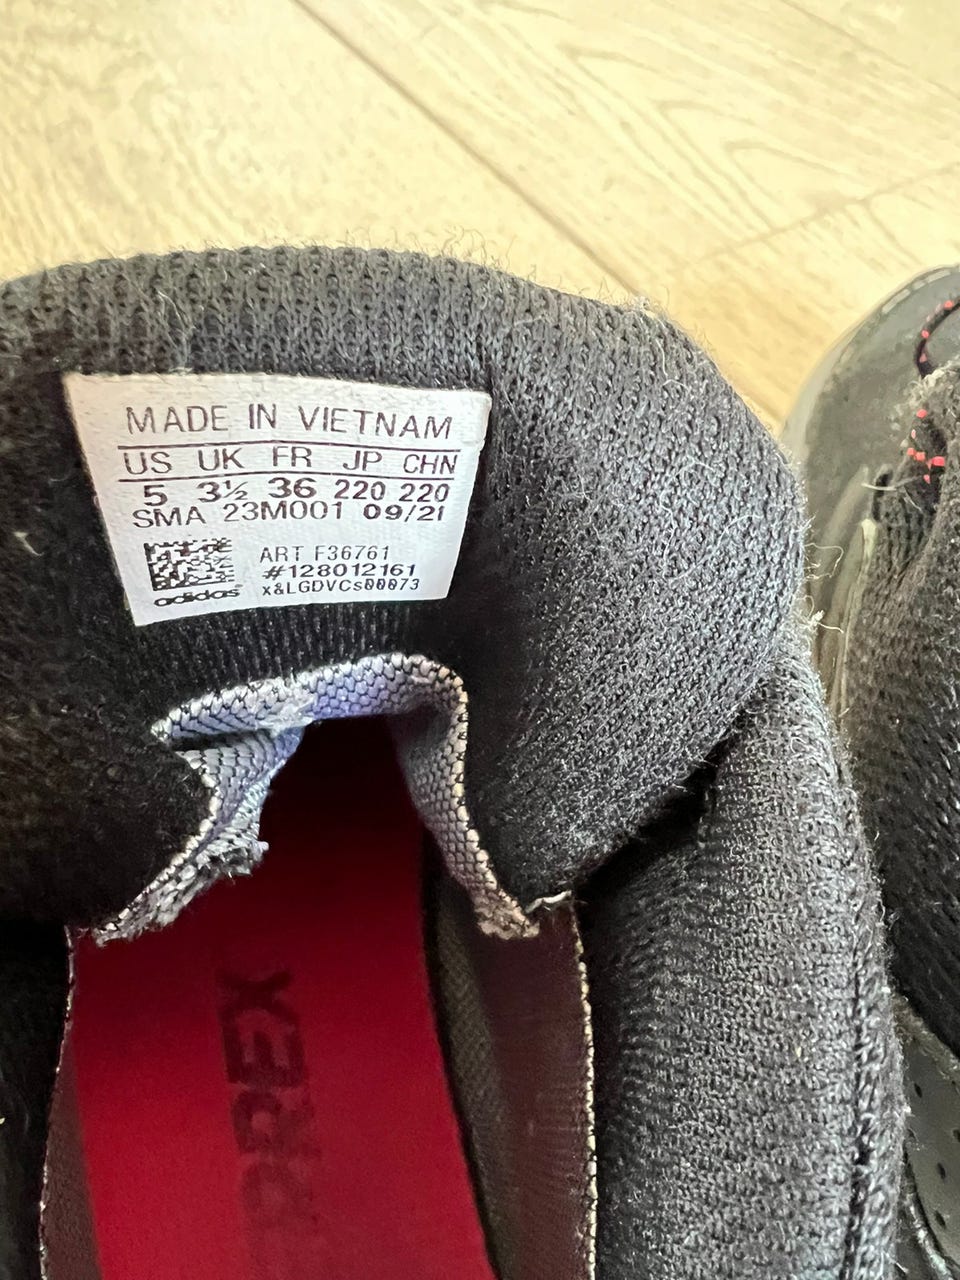 MADE IN VIETNAM
US UK FR JP CHN
5 3½ 36 220 220
SMA 23M001 09/21
ART F36761
#128012161
x&LGDVCs00073
adidas
REX